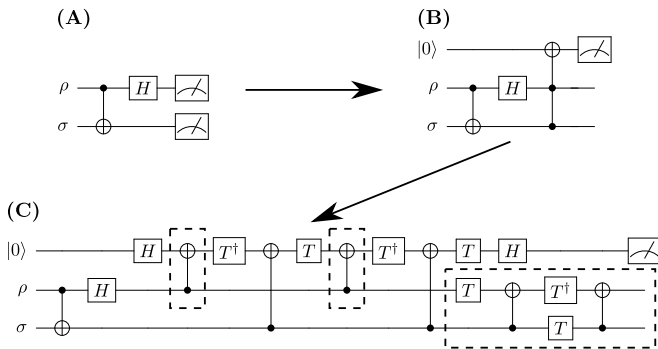 (A)
(B)
|0⟩
ρ H
ρ H
σ
σ
(C)
|0⟩ H T† T T† T H
ρ H T T†
σ T